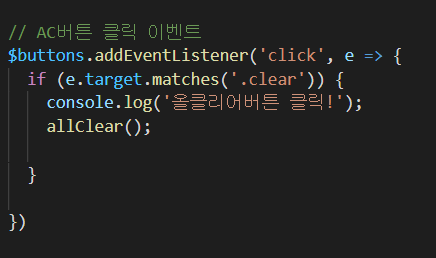 // AC버튼 클릭 이벤트
$buttons.addEventListener('click', e => {
if (e.target.matches('.clear')) {
console.log('올클리어버튼 클릭!');
allClear();
}
})